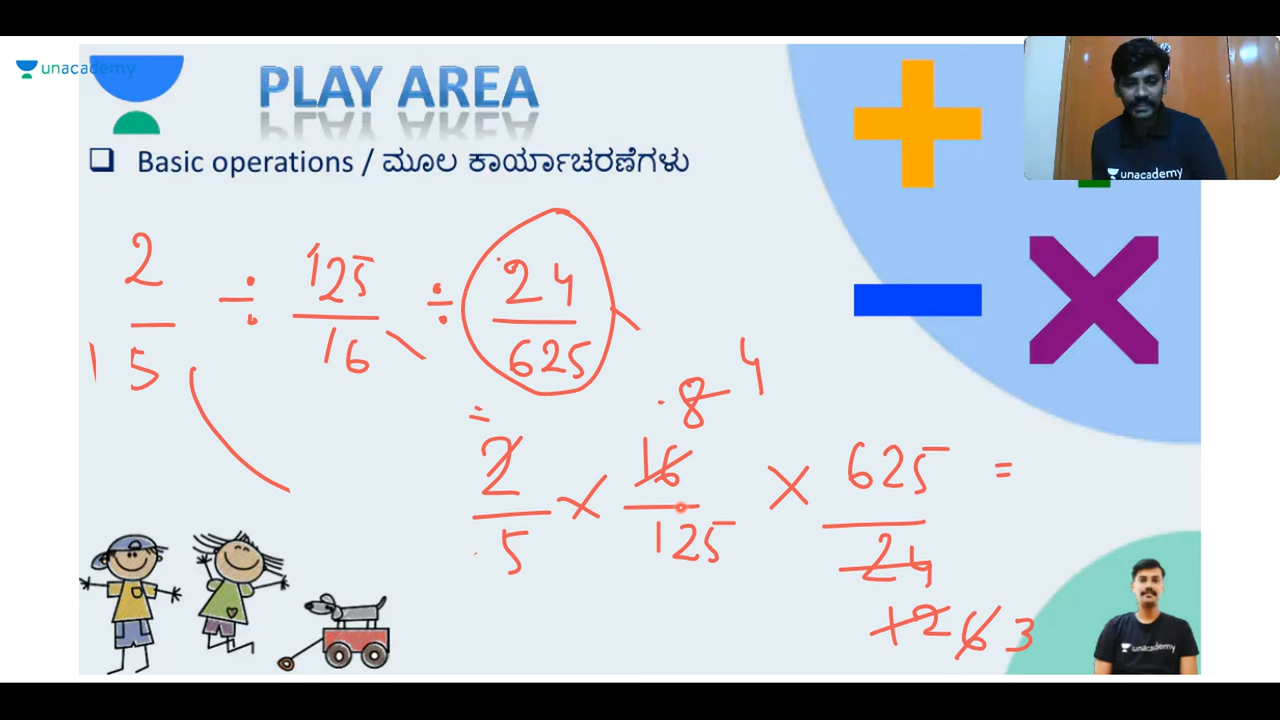 unacademy
PLAY AREA
Basic operations / ಮೂಲ ಕಾರ್ಯಾಚರಣೆಗಳು
unacademy
2/15 ÷ 125/16 ÷ 24/625
8 4
= 2/5 × 16/125 × 625/24 =
12 6 3
unacademy